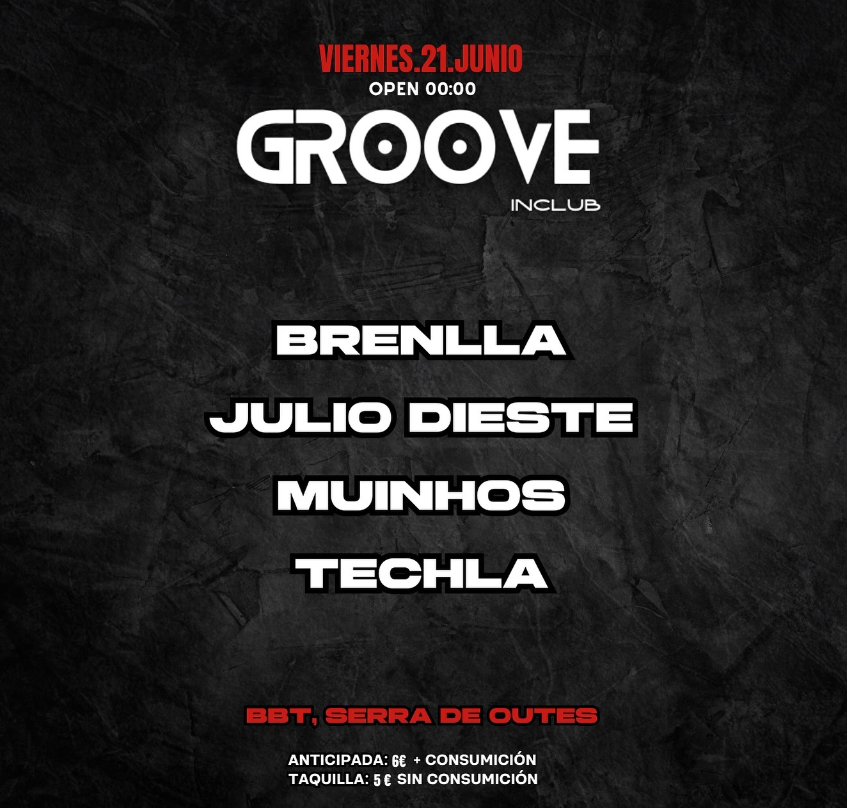 VIERNES.21.JUNIO
OPEN 00:00
GROOVE
INCLUB
BRENLLA
JULIO DIESTE
MUINHOS
TECHLA
BBT, SERRA DE OUTES
ANTICIPADA: 6€ + CONSUMICIÓN
TAQUILLA: 5 € SIN CONSUMICIÓN